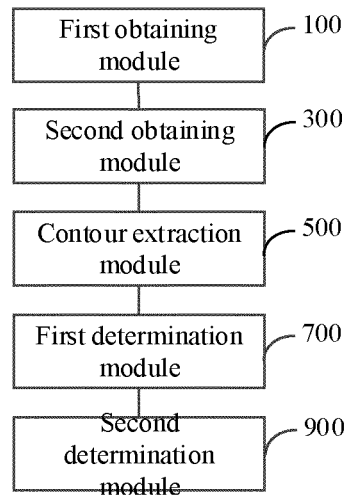 First obtaining
module
100
Second obtaining
module
300
Contour extraction
module
500
First determination
module
700
Second
determination
module
900